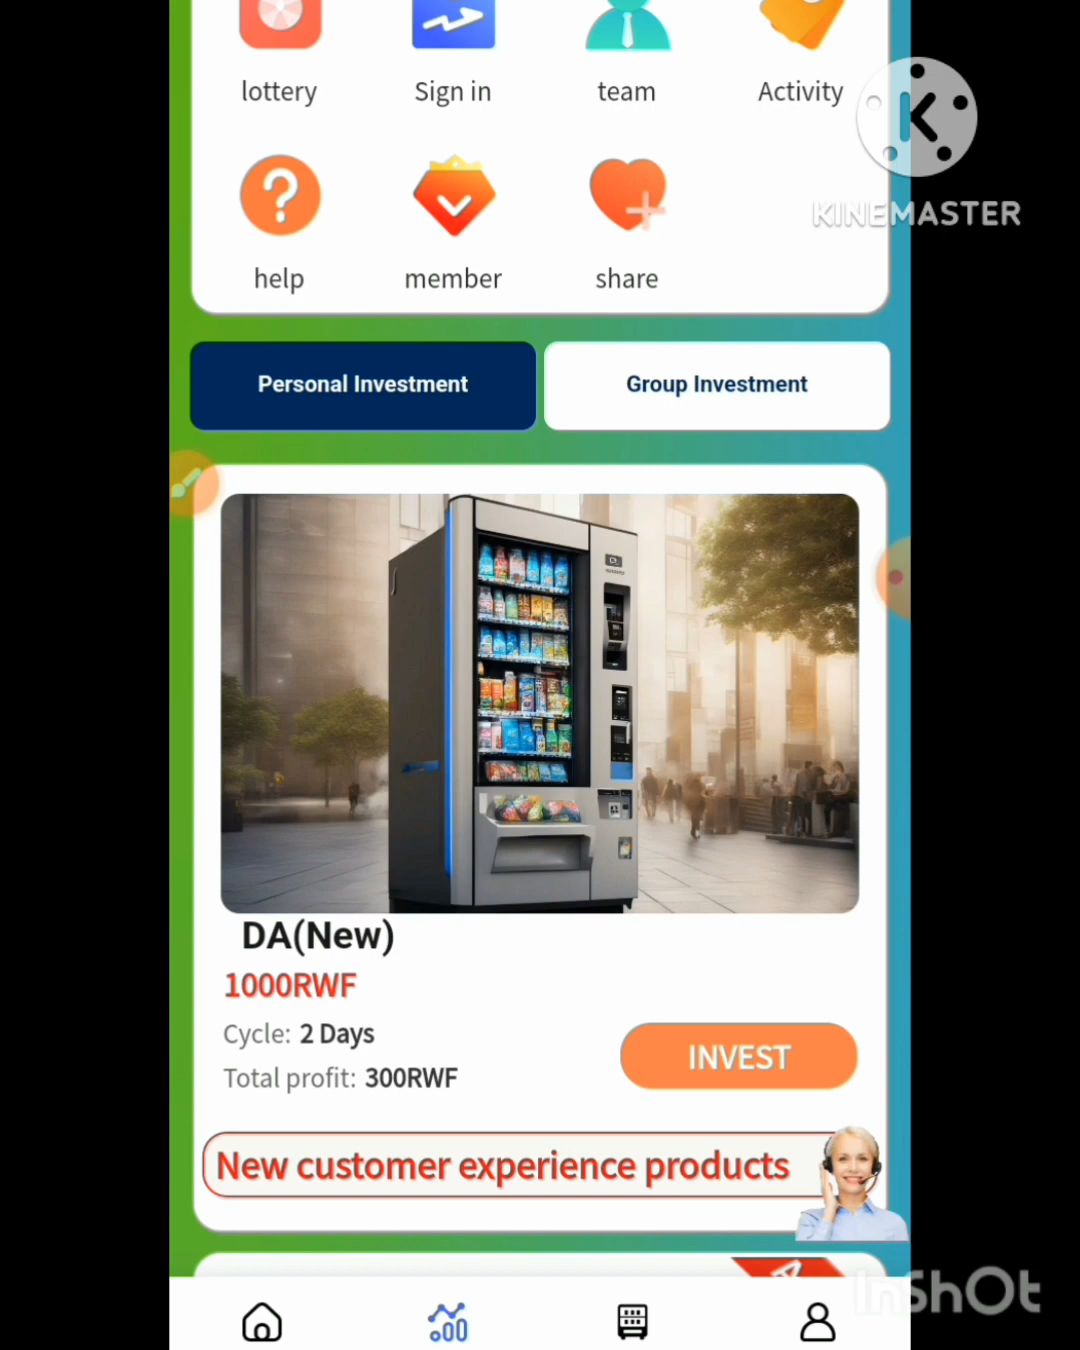 lottery
Sign in
team
Activity
KINEMASTER
help
member
share
Personal Investment
Group Investment
DA(New)
1000RWF
Cycle: 2 Days
INVEST
Total profit: 300RWF
New customer experience products
InShOt